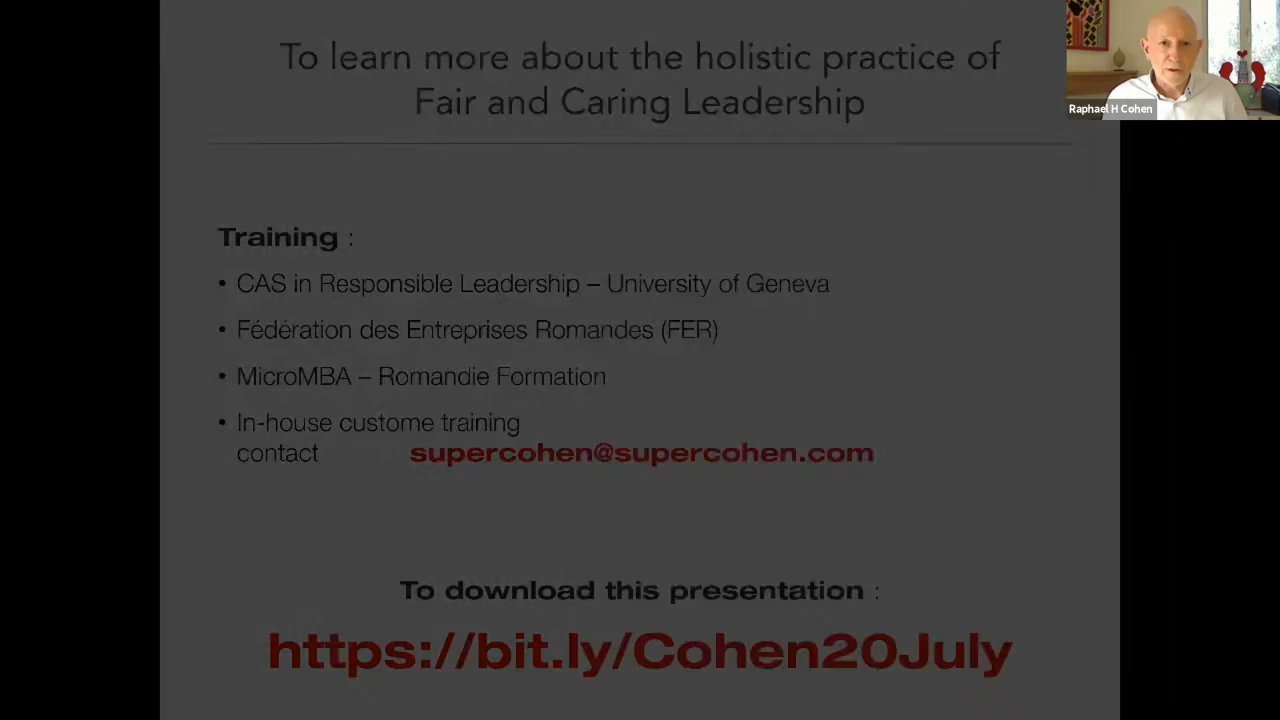 To learn more about the holistic practice of
Fair and Caring Leadership
Raphael H Cohen
Training :
• CAS in Responsible Leadership – University of Geneva
• Fédération des Entreprises Romandes (FER)
• MicroMBA – Romandie Formation
• In-house custome training
contact supercohen@supercohen.com
To download this presentation :
https://bit.ly/Cohen20July